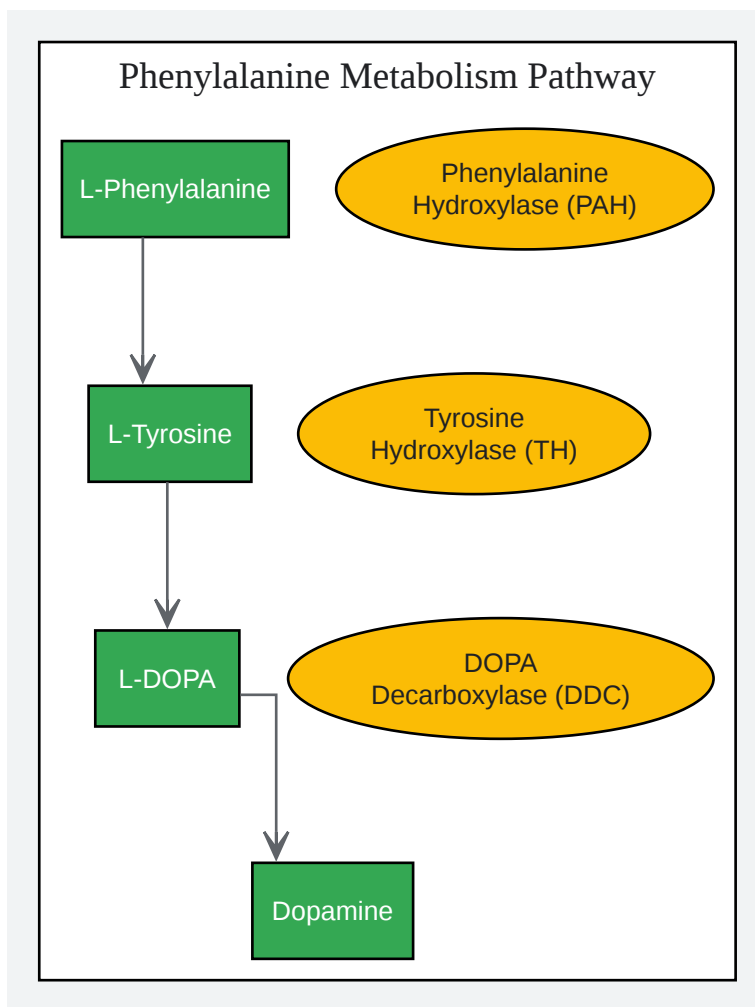 Phenylalanine Metabolism Pathway
L-Phenylalanine
Phenylalanine
Hydroxylase (PAH)
L-Tyrosine
Tyrosine
Hydroxylase (TH)
L-DOPA
DOPA
Decarboxylase (DDC)
Dopamine